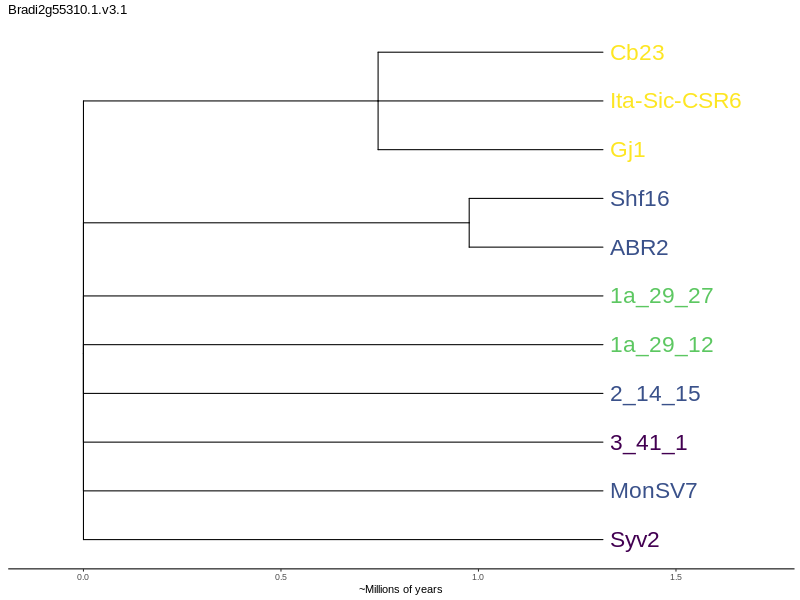 Bradi2g55310.1.v3.1
Cb23
Ita-Sic-CSR6
Gj1
Shf16
ABR2
1a_29_27
1a_29_12
2_14_15
3_41_1
MonSV7
Syv2
0.0 0.5 1.0 1.5
~Millions of years